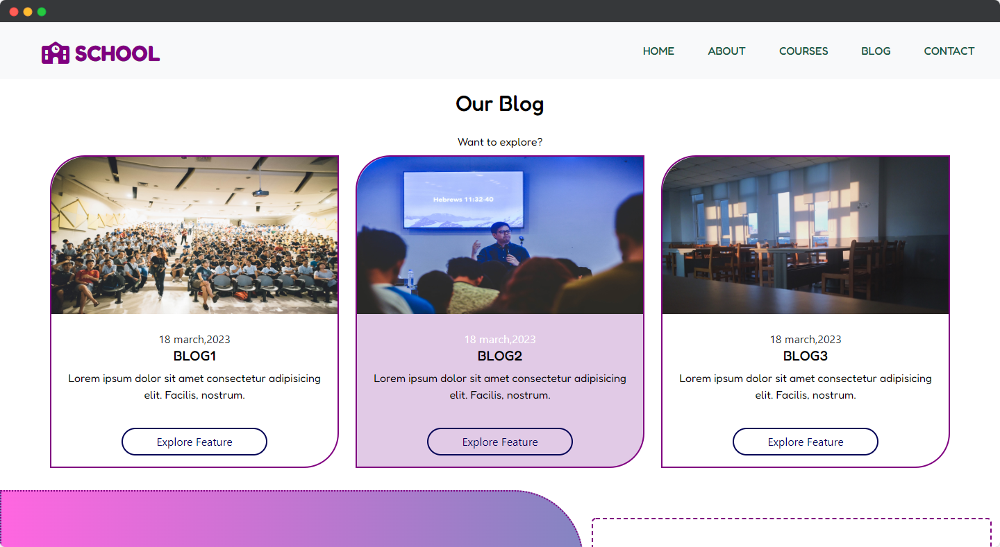 SCHOOL
HOME ABOUT COURSES BLOG CONTACT
Our Blog
Want to explore?
Hebrews 11:32-40
18 march,2023
BLOG1
Lorem ipsum dolor sit amet consectetur adipisicing
elit. Facilis, nostrum.
Explore Feature
18 march,2023
BLOG2
Lorem ipsum dolor sit amet consectetur adipisicing
elit. Facilis, nostrum.
Explore Feature
18 march,2023
BLOG3
Lorem ipsum dolor sit amet consectetur adipisicing
elit. Facilis, nostrum.
Explore Feature